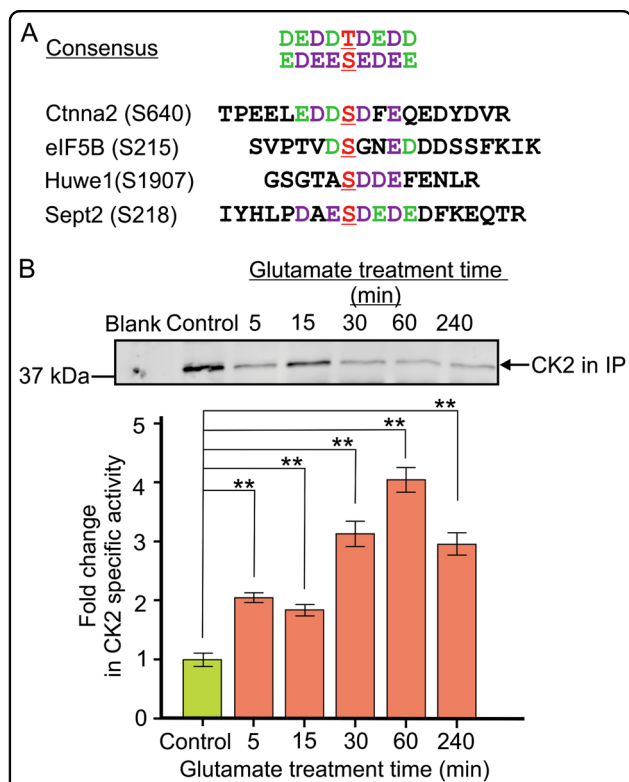 A
Consensus
DEDDTDEDD
EDEESEDEE
Ctnna2 (S640) TPEELEDDSDFEQEDYDVR
eIF5B (S215) SVPTVDSGNEDDDSSFKIK
Huwe1(S1907) GSGTASDDEFENLR
Sept2 (S218) IYHLPDAESDEDEDFKEQTR
B
Glutamate treatment time
(min)
Blank Control 5 15 30 60 240
37 kDa
CK2 in IP
**
**
**
**
**
5
4
3
2
1
0
Fold change
in CK2 specific activity
Control 5 15 30 60 240
Glutamate treatment time (min)